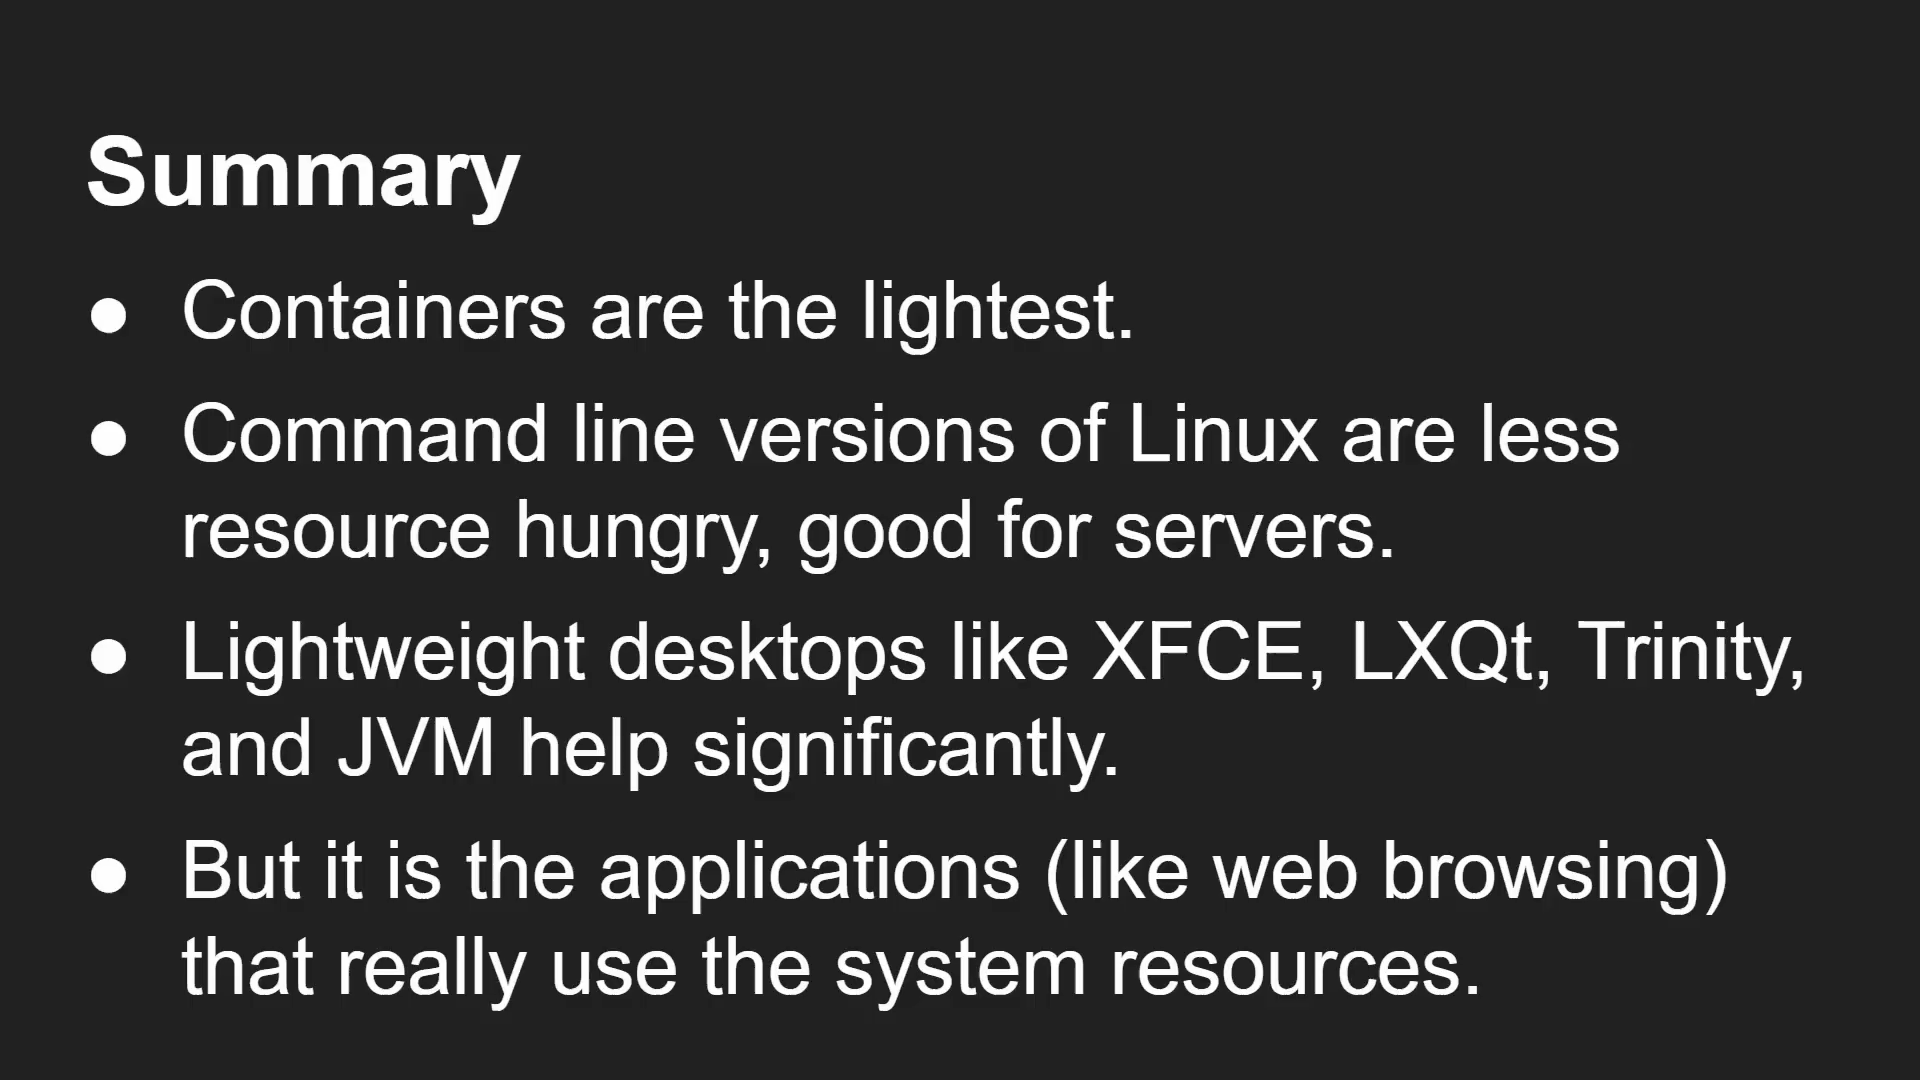 Summary
● Containers are the lightest.
● Command line versions of Linux are less
resource hungry, good for servers.
● Lightweight desktops like XFCE, LXQt, Trinity,
and JVM help significantly.
● But it is the applications (like web browsing)
that really use the system resources.